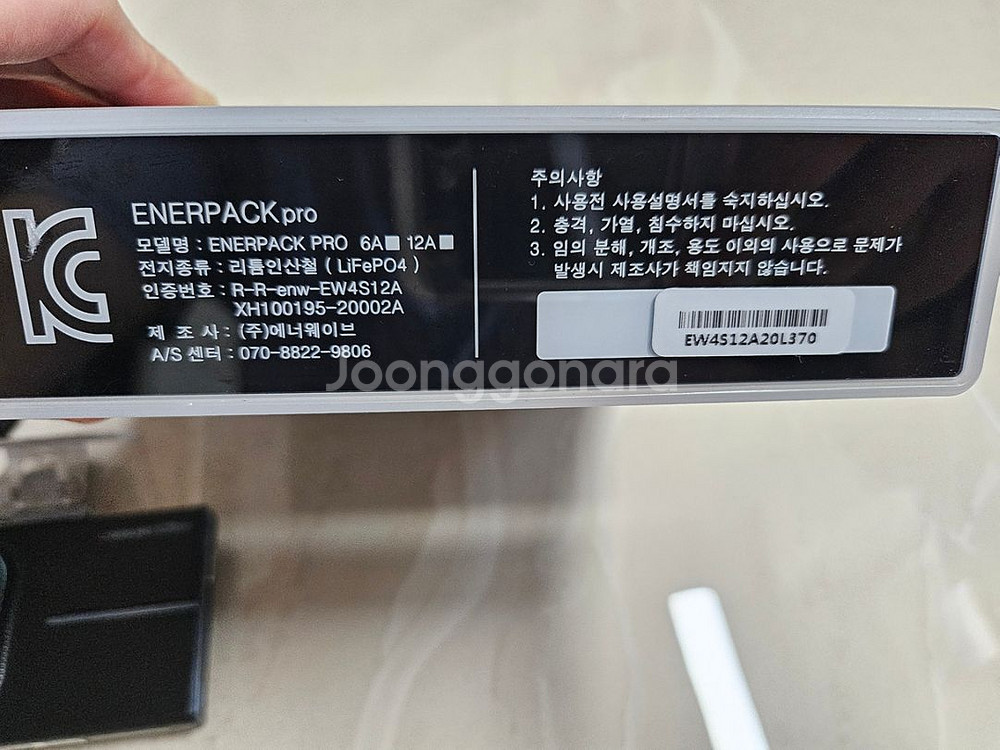 ENERPACK pro
모델명 : ENERPACK PRO 6A■ 12A■
전지종류 : 리튬인산철 ( LiFePO4 )
인증번호 : R-R-enw-EW4S12A
XH100195-20002A
제 조 사 : (주)에너웨이브
A/S 센터 : 070-8822-9806
주의사항
1. 사용전 사용설명서를 숙지하십시오.
2. 충격, 가열, 침수하지 마십시오.
3. 임의 분해, 개조, 용도 이외의 사용으로 문제가
발생시 제조사가 책임지지 않습니다.
EW4S12A20L370
Joonggonara